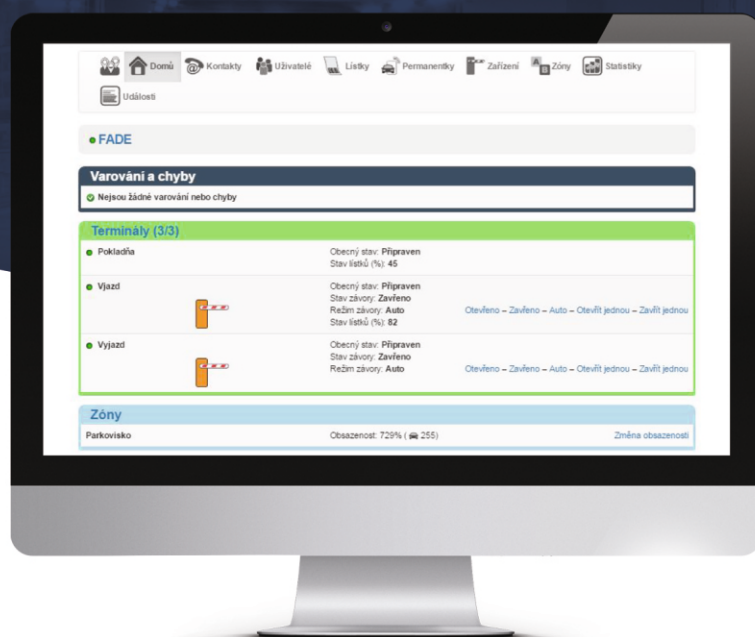 Domů Kontakty Uživatelé Lístky Permanentky Zařízení Zóny Statistiky
Události
FADE
Varování a chyby
Nejsou žádné varování nebo chyby
Terminály (3/3)
Pokladňa
Obecný stav: Připraven
Stav lístků (%): 45
Vjazd
Obecný stav: Připraven
Stav závory: Zavřeno
Režim závory: Auto
Stav lístků (%): 82
Otevřeno – Zavřeno – Auto – Otevřít jednou – Zavřít jednou
Vyjazd
Obecný stav: Připraven
Stav závory: Zavřeno
Režim závory: Auto
Otevřeno – Zavřeno – Auto – Otevřít jednou – Zavřít jednou
Zóny
Parkovisko Obsazenost: 729% ( 255) Změna obsazenosti